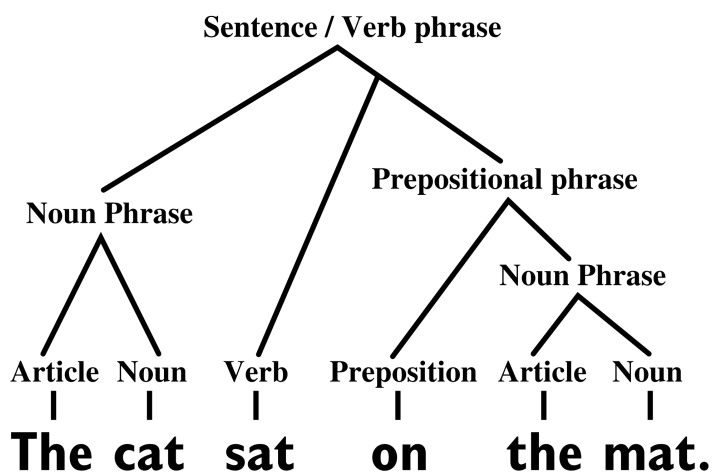 Sentence / Verb phrase
Prepositional phrase
Noun Phrase
Noun Phrase
Article Noun Verb Preposition Article Noun
The cat sat on the mat.